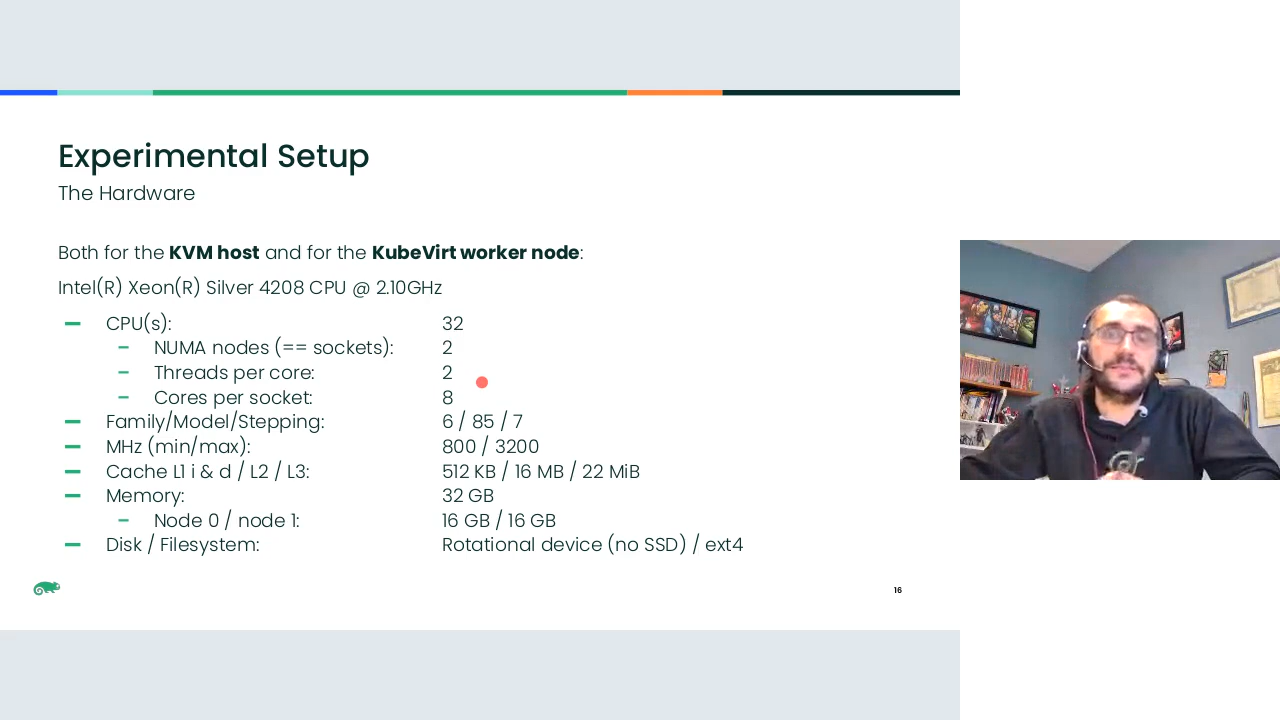 Experimental Setup
The Hardware
Both for the KVM host and for the KubeVirt worker node:
Intel(R) Xeon(R) Silver 4208 CPU @ 2.10GHz
CPU(s): 32
NUMA nodes (== sockets): 2
Threads per core: 2
Cores per socket: 8
Family/Model/Stepping: 6 / 85 / 7
MHz (min/max): 800 / 3200
Cache L1 i & d / L2 / L3: 512 KB / 16 MB / 22 MiB
Memory: 32 GB
Node 0 / node 1: 16 GB / 16 GB
Disk / Filesystem: Rotational device (no SSD) / ext4
16